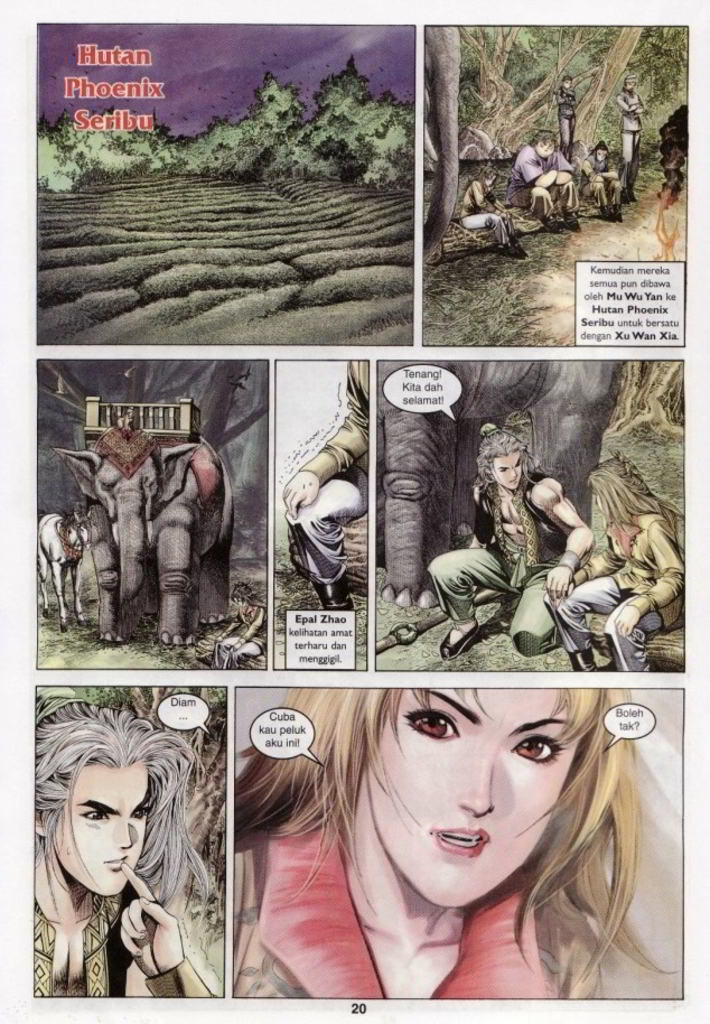 Hutan
Phoenix
Seribu
Kemudian mereka
semua pun dibawa
oleh Mu Wu Yan ke
Hutan Phoenix
Seribu untuk bersatu
dengan Xu Wan Xia.
Epal Zhao
kelihatan amat
terharu dan
menggigil.
Tenang!
Kita dah
selamat!
Diam
...
Cuba
kau peluk
aku ini!
Boleh
tak?
20